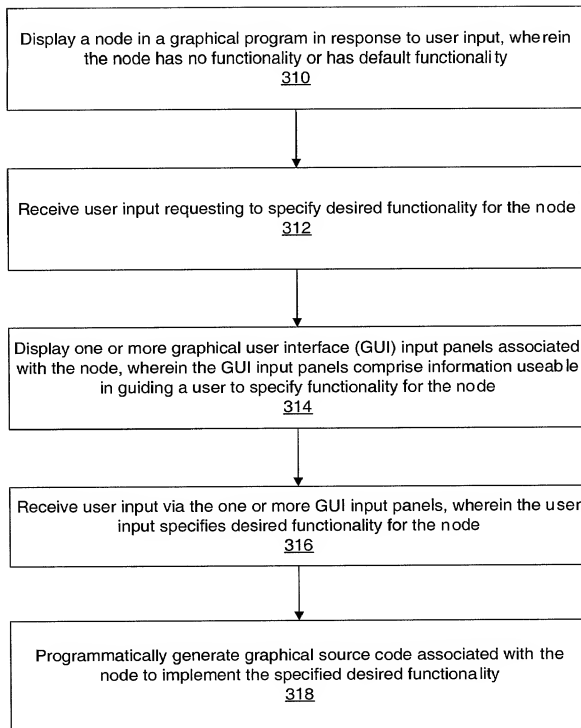 Display a node in a graphical program in response to user input, wherein
the node has no functionality or has default functionality
310
Receive user input requesting to specify desired functionality for the node
312
Display one or more graphical user interface (GUI) input panels associated
with the node, wherein the GUI input panels comprise information useable
in guiding a user to specify functionality for the node
314
Receive user input via the one or more GUI input panels, wherein the user
input specifies desired functionality for the node
316
Programmatically generate graphical source code associated with the
node to implement the specified desired functionality
318